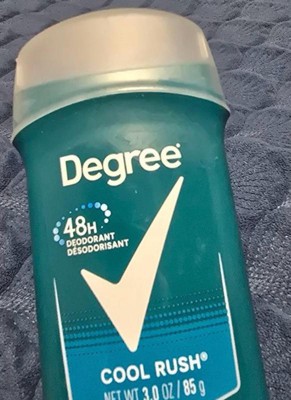 Degree®
48H
DEODORANT
DÉSODORISANT
COOL RUSH®
NET WT 3.0 OZ / 85 g